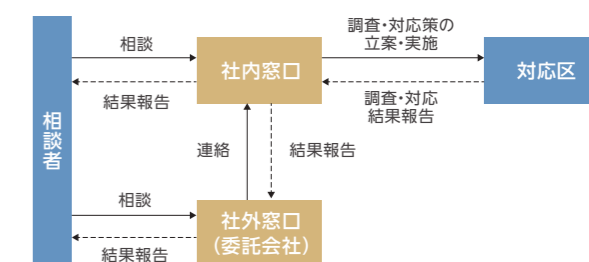 相談者
相談
結果報告
社内窓口
調査・対応策の
立案・実施
調査・対応
結果報告
対応区
連絡
結果報告
相談
結果報告
社外窓口
（委託会社）